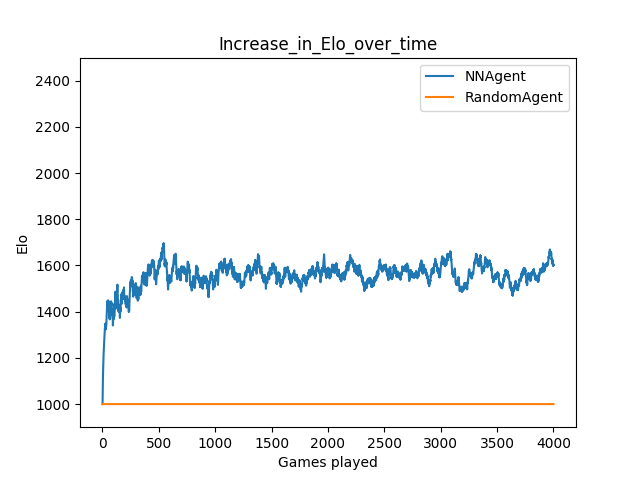 Increase_in_Elo_over_time
NNAgent
RandomAgent
2400
2200
2000
1800
1600
1400
1200
1000
Elo
0 500 1000 1500 2000 2500 3000 3500 4000
Games played